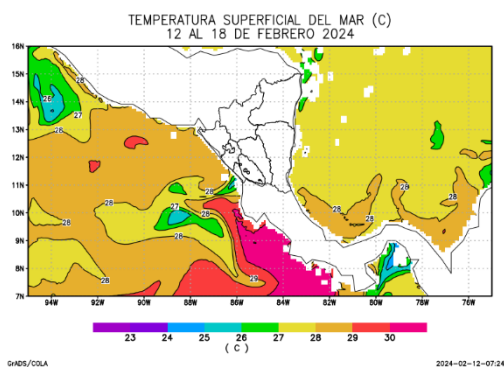 TEMPERATURA SUPERFICIAL DEL MAR (C)
12 AL 18 DE FEBRERO 2024
16N
15N
14N
13N
12N
11N
10N
9N
8N
7N
28
26
27
28
28
28
28
27
28
28
28
29
28
28
28
94W 92W 90W 88W 86W 84W 82W 80W 78W 76W
23 24 25 26 27 28 29 30
( C )
GrADS/COLA
2024-02-12-07:24